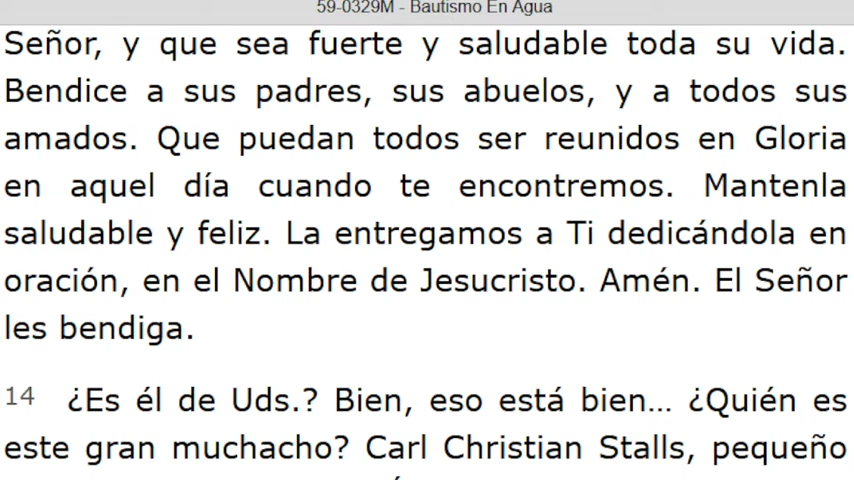 59-0329M - Bautismo En Agua
Señor, y que sea fuerte y saludable toda su vida.
Bendice a sus padres, sus abuelos, y a todos sus
amados. Que puedan todos ser reunidos en Gloria
en aquel día cuando te encontremos. Mantenla
saludable y feliz. La entregamos a Ti dedicándola en
oración, en el Nombre de Jesucristo. Amén. El Señor
les bendiga.
14 ¿Es él de Uds.? Bien, eso está bien... ¿Quién es
este gran muchacho? Carl Christian Stalls, pequeño